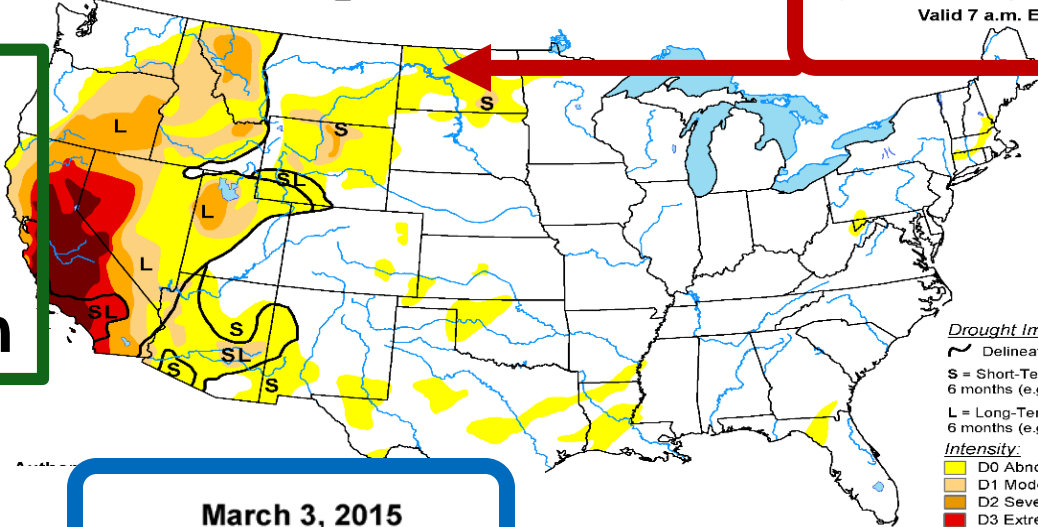 Valid 7 a.m. E
S
L
S
SL
L
L
SL
S
SL
S
S
n
Drought Im
Delineat
S = Short-Te
6 months (e.g
L = Long-Ter
6 months (e.g
Intensity:
D0 Abno
D1 Mode
D2 Seve
D3 Extre
March 3, 2015